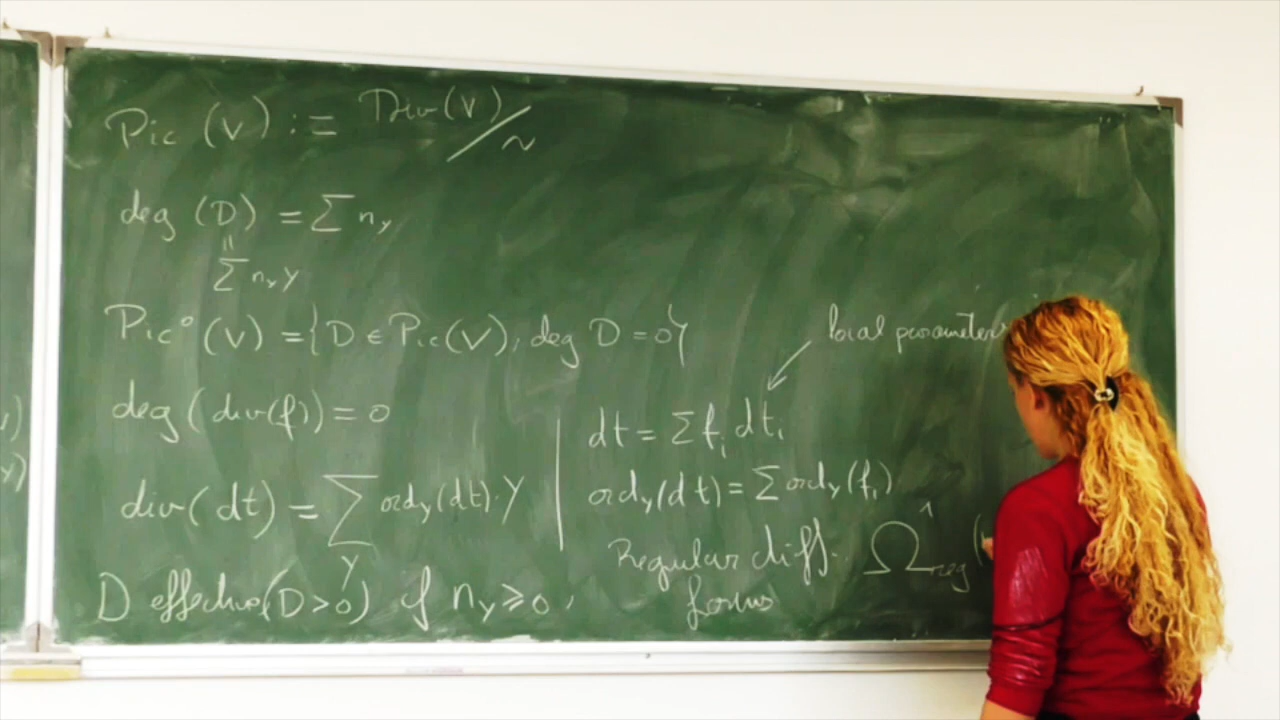 Pic (V) := Div(V)/~
deg (D) = Σ n_Y
=
Σ n_Y Y
Pic° (V) = {D ∈ Pic(V), deg D = 0}
deg (div(f)) = 0
div(dt) = Σ_Y ord_Y(dt)·Y
D effective (D>0) if n_Y ⩾ 0,
local parameters
dt = Σ f_i dt_i
ord_Y(dt) = Σ ord_Y(f_i)
Regular diff. Ω^1_reg (
forms